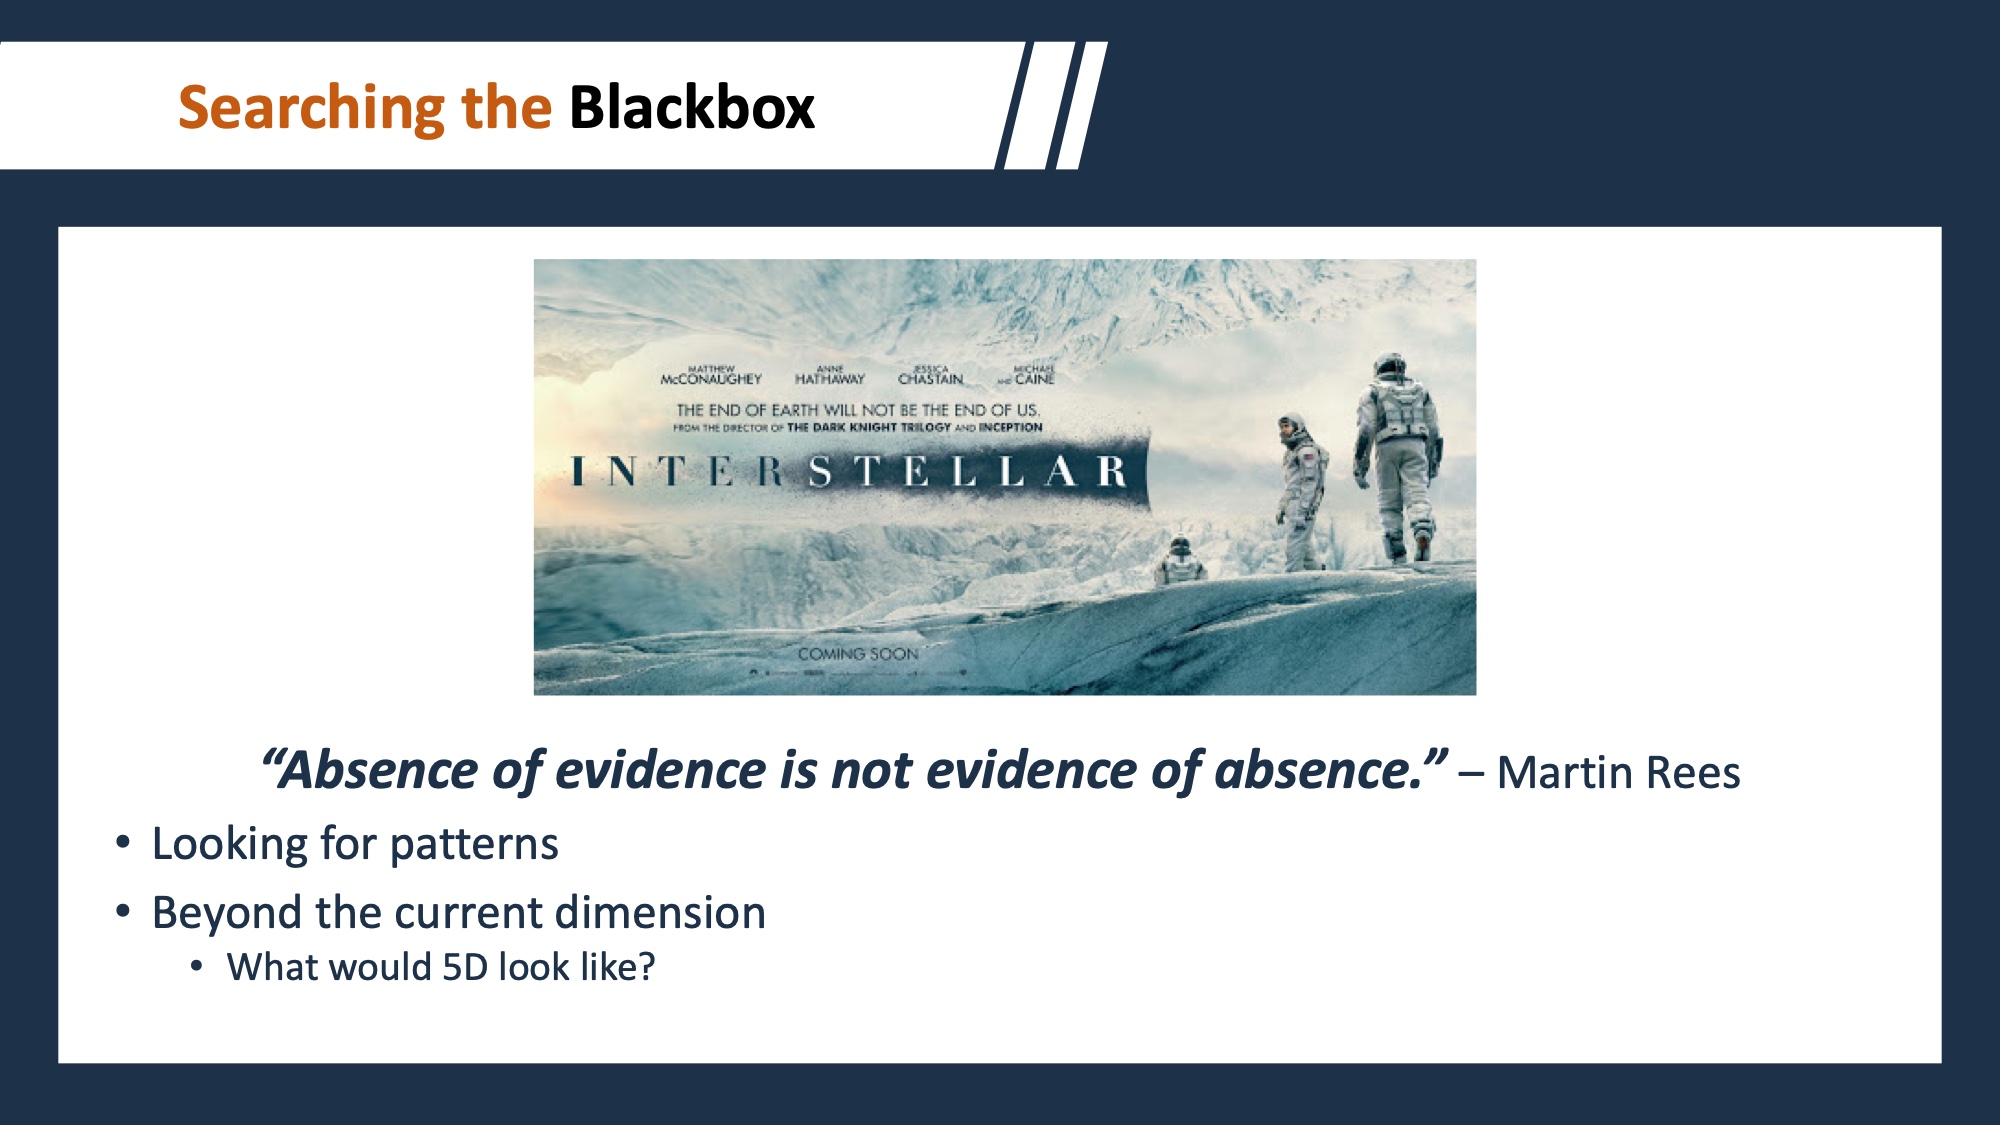 Searching the Blackbox
MATTHEW McCONAUGHEY ANNE HATHAWAY JESSICA CHASTAIN AND MICHAEL CAINE
THE END OF EARTH WILL NOT BE THE END OF US.
FROM THE DIRECTOR OF THE DARK KNIGHT TRILOGY AND INCEPTION
INTERSTELLAR
COMING SOON
“Absence of evidence is not evidence of absence.” – Martin Rees
• Looking for patterns
• Beyond the current dimension
• What would 5D look like?